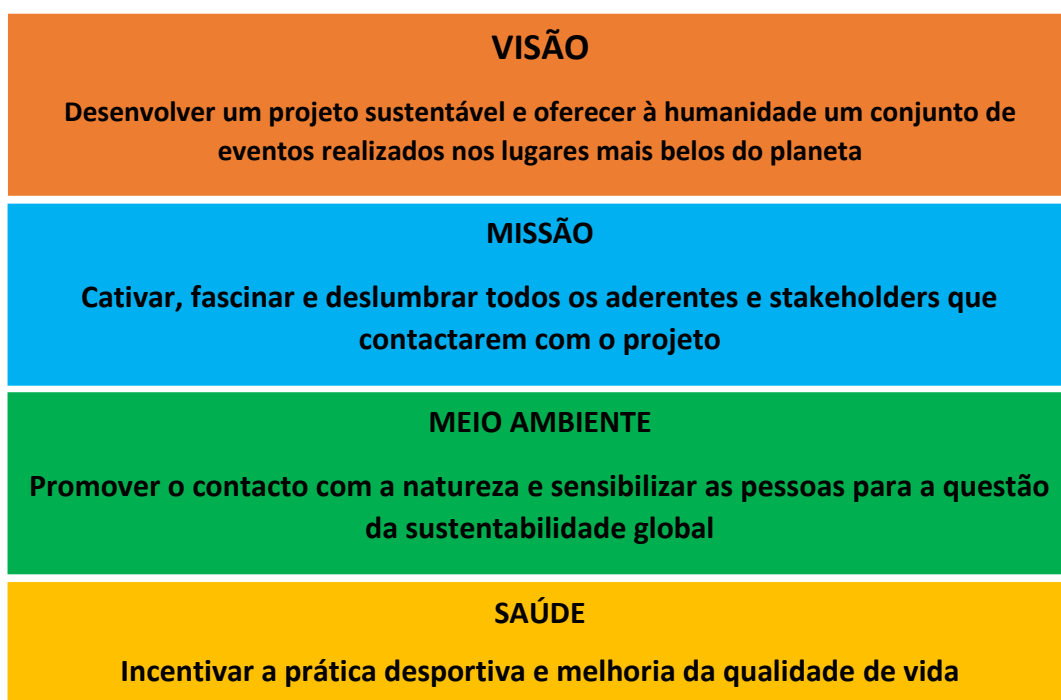 VISÃO
Desenvolver um projeto sustentável e oferecer à humanidade um conjunto de
eventos realizados nos lugares mais belos do planeta
MISSÃO
Cativar, fascinar e deslumbrar todos os aderentes e stakeholders que
contactarem com o projeto
MEIO AMBIENTE
Promover o contacto com a natureza e sensibilizar as pessoas para a questão
da sustentabilidade global
SAÚDE
Incentivar a prática desportiva e melhoria da qualidade de vida